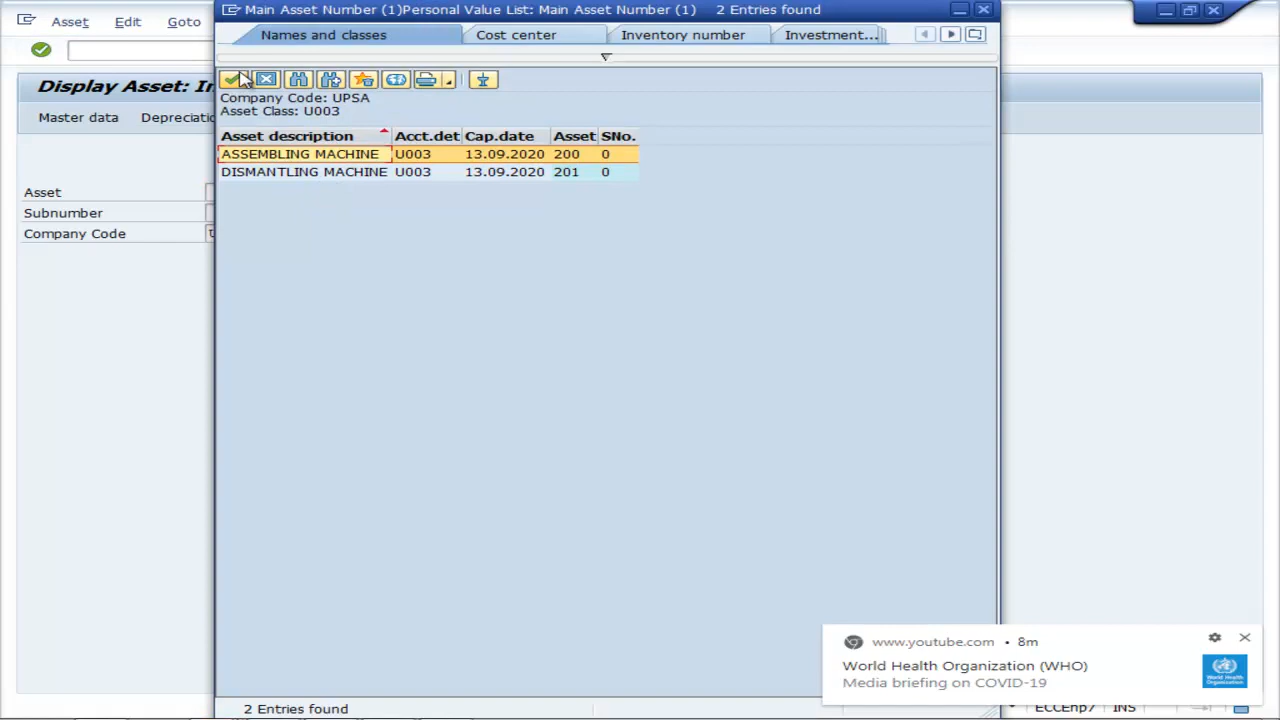 Main Asset Number (1)Personal Value List: Main Asset Number (1) 2 Entries found
Asset Edit Goto
Names and classes Cost center Inventory number Investment...
Display Asset: In
Company Code: UPSA
Asset Class: U003
Master data Depreciatio
Asset description Acct.det Cap.date Asset SNo.
ASSEMBLING MACHINE U003 13.09.2020 200 0
DISMANTLING MACHINE U003 13.09.2020 201 0
Asset
Subnumber
Company Code
www.youtube.com • 8m
World Health Organization (WHO)
Media briefing on COVID-19
World Health Organization
2 Entries found
ECCEhp7 INS